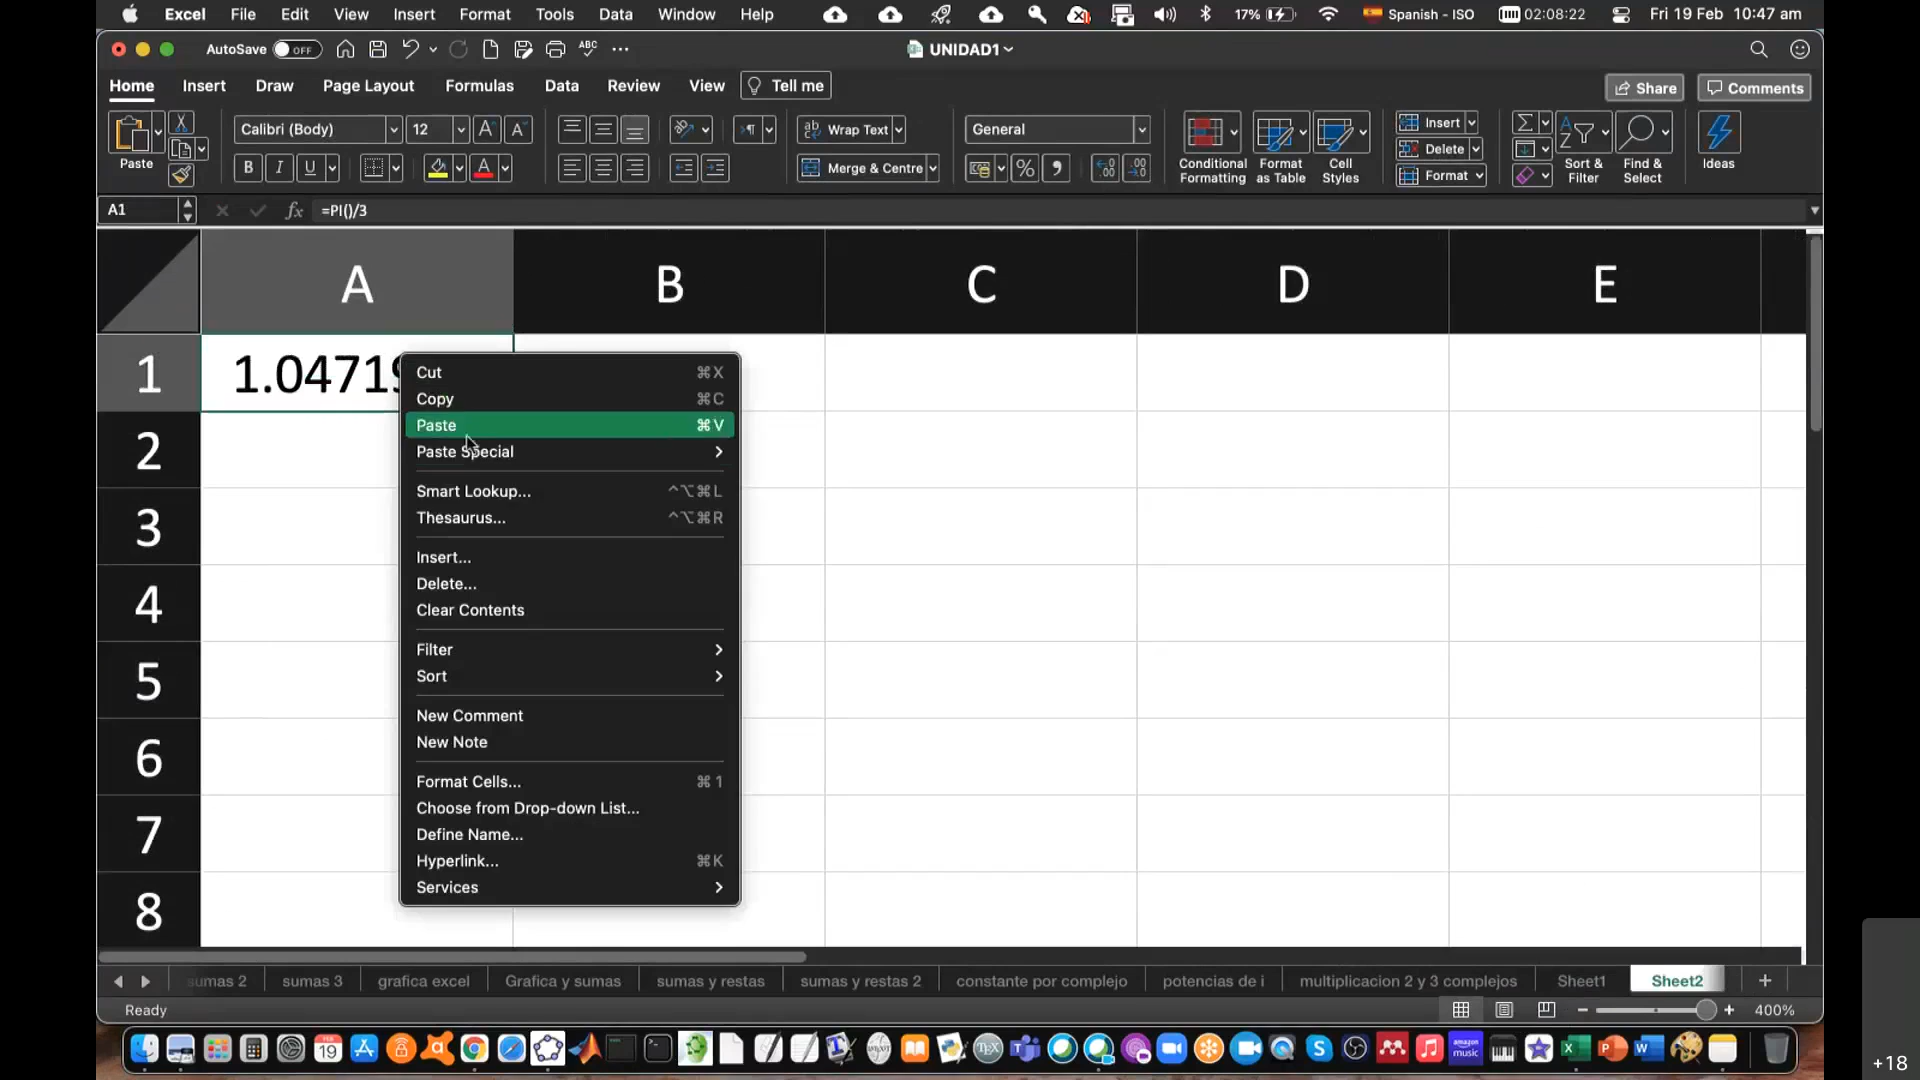 Excel File Edit View Insert Format Tools Data Window Help 17% Spanish - ISO 02:08:22 Fri 19 Feb 10:47 am
AutoSave OFF ABC ... UNIDAD1
Home Insert Draw Page Layout Formulas Data Review View Tell me Share Comments
Paste
Calibri (Body) 12 A A
B I U A
ab Wrap Text
Merge & Centre
General
%
Conditional Formatting
Format as Table
Cell Styles
Insert
Delete
Format
Sort & Filter
Find & Select
Ideas
A1 fx =PI()/3
A B C D E
1 1.04719
2
3
4
5
6
7
8
Cut ⌘X
Copy ⌘C
Paste ⌘V
Paste Special
Smart Lookup... ^⌥⌘L
Thesaurus... ^⌥⌘R
Insert...
Delete...
Clear Contents
Filter
Sort
New Comment
New Note
Format Cells... ⌘1
Choose from Drop-down List...
Define Name...
Hyperlink... ⌘K
Services
sumas 2 sumas 3 grafica excel Grafica y sumas sumas y restas sumas y restas 2 constante por complejo potencias de i multiplicacion 2 y 3 complejos Sheet1 Sheet2 +
Ready 400%
+18